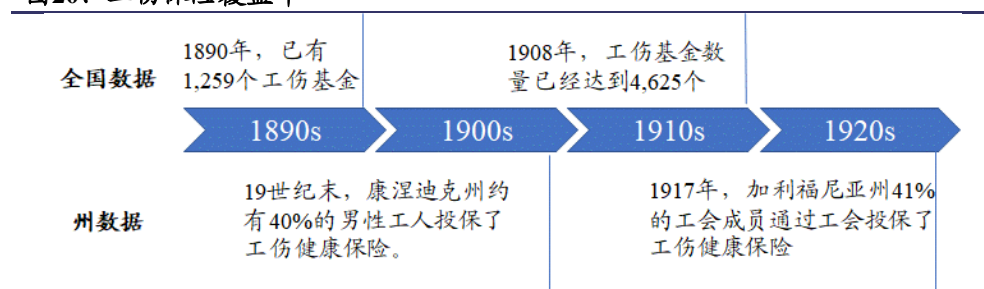 1890年，已有
1,259个工伤基金
1908年，工伤基金数
量已经达到4,625个
全国数据
1890s
1900s
1910s
1920s
19世纪末，康涅迪克州约
有40%的男性工人投保了
工伤健康保险。
1917年，加利福尼亚州41%
的工会成员通过工会投保了
工伤健康保险
州数据